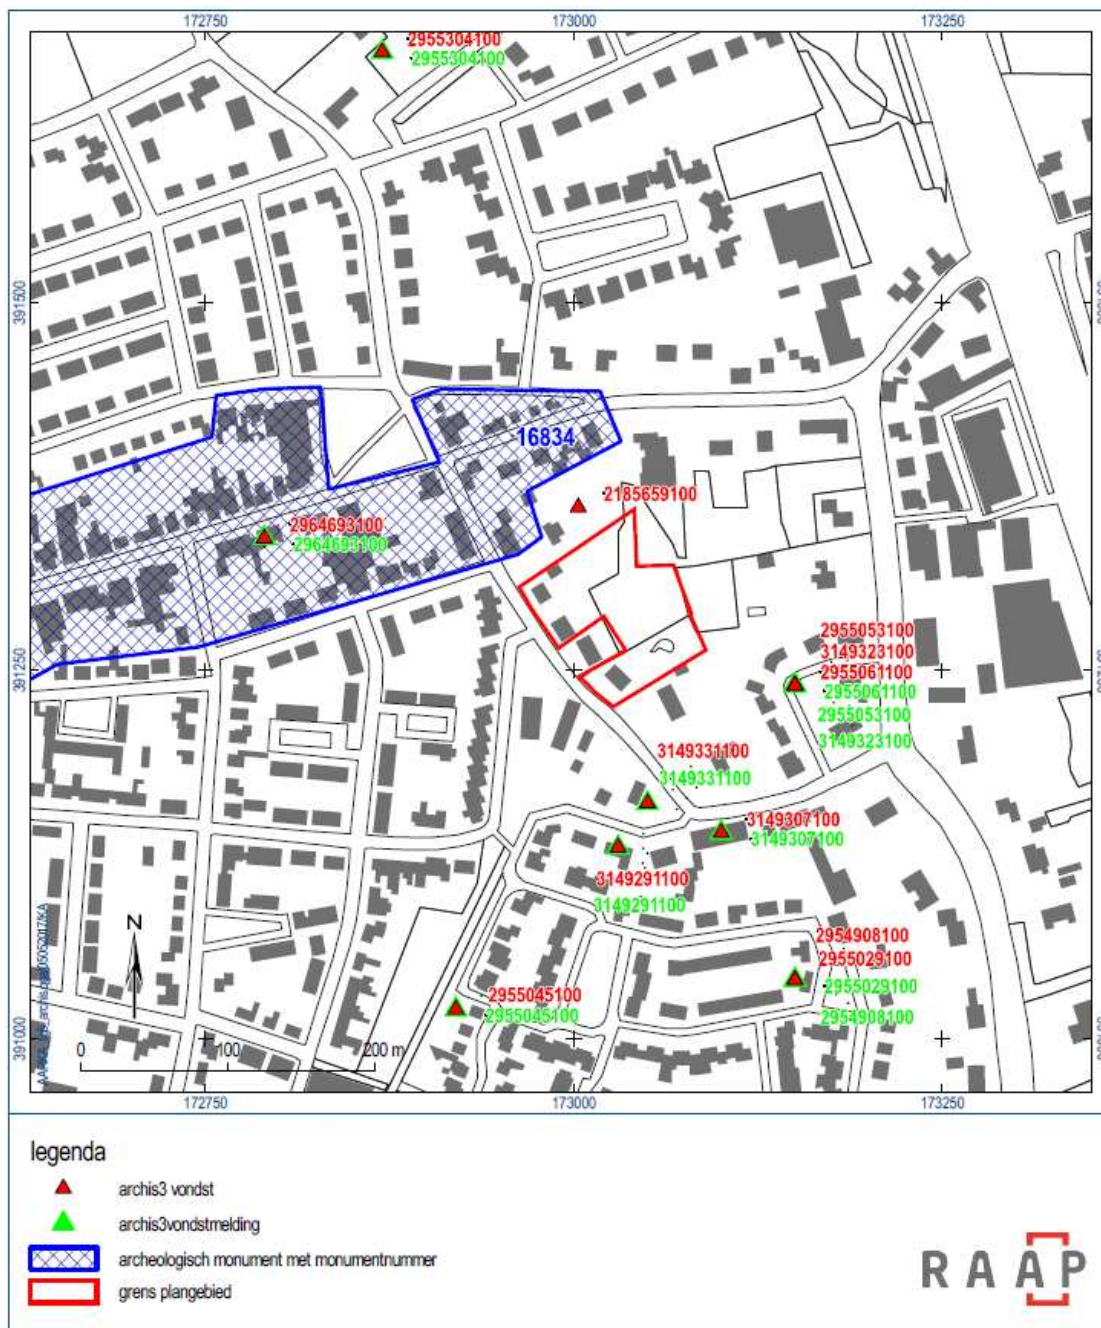 172750 173000 173250
2955304100
2955304100
391500
16834
2185659100
2964693100
2964693100
2955053100
3149323100
2955061100
2955061100
2955053100
3149323100
391250
3149331100
3149331100
3149307100
3149307100
3149291100
3149291100
N
2954908100
2955029100
2955029100
2954908100
2955045100
2955045100
391000
0 100 200 m
172750 173000 173250
legenda
archis3 vondst
archis3vondstmelding
archeologisch monument met monumentnummer
grens plangebied
RAAP